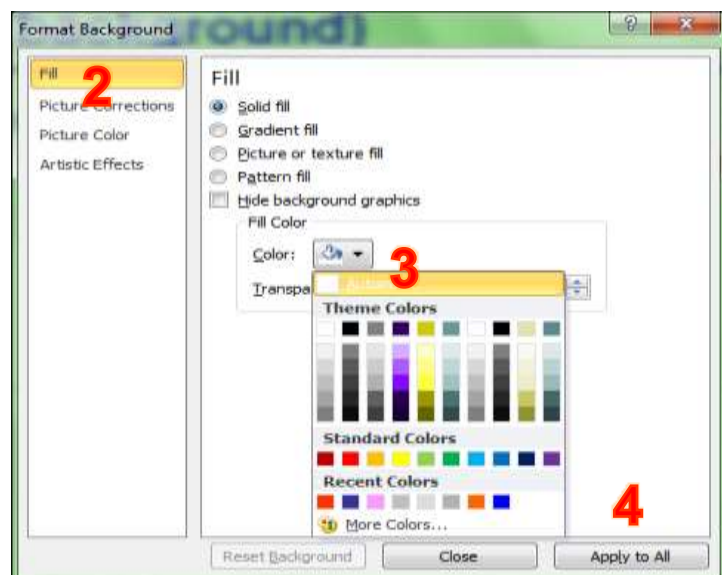 Format Background
round)
Fill
2
Picture Corrections
Picture Color
Artistic Effects
Fill
Solid fill
Gradient fill
Picture or texture fill
Pattern fill
Hide background graphics
Fill Color
Color:
3
Transpa
Theme Colors
Standard Colors
Recent Colors
More Colors...
4
Reset Background
Close
Apply to All